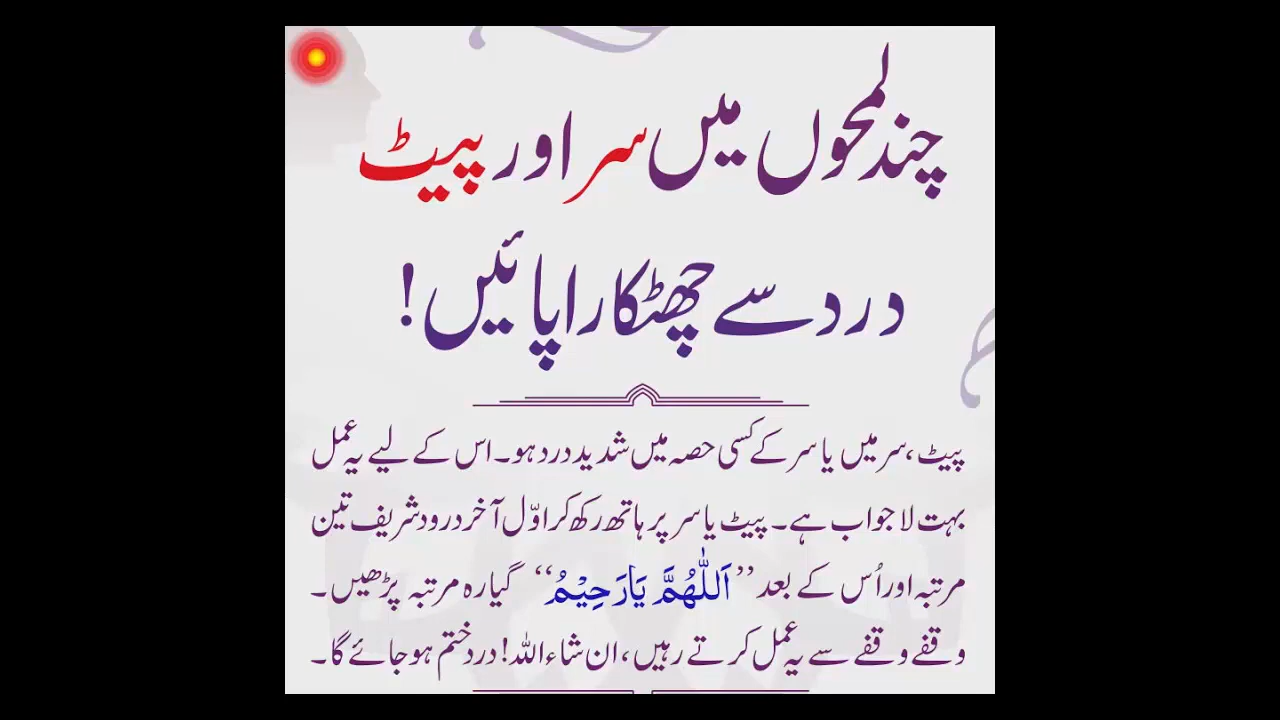 چند لمحوں میں سر اور پیٹ
درد سے چھٹکارا پائیں!
پیٹ، سر میں یا سر کے کسی حصہ میں شدید درد ہو۔ اس کے لیے یہ عمل
بہت لاجواب ہے۔ پیٹ یا سر پر ہاتھ رکھ کر اوّل آخر درود شریف تین
مرتبہ اور اُس کے بعد ”اَللّٰھُمَّ یَارَحِیْمُ“ گیارہ مرتبہ پڑھیں۔
وقفے وقفے سے یہ عمل کرتے رہیں، ان شاء اللہ! درد ختم ہو جائے گا۔